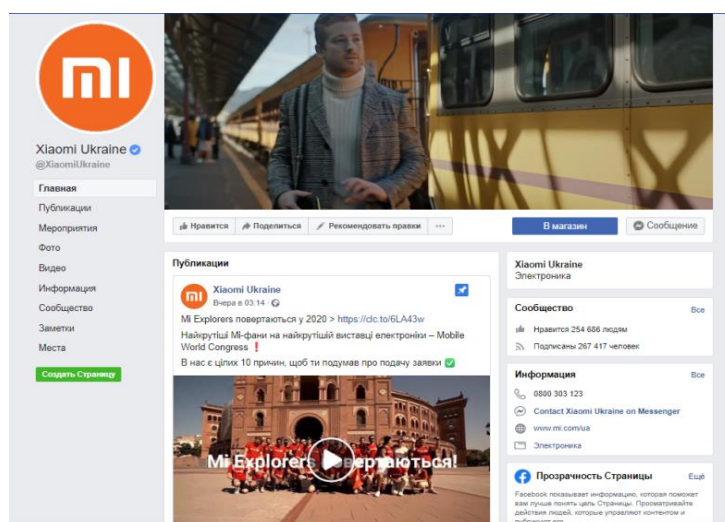 Xiaomi Ukraine
@XiaomiUkraine
Главная
Публикации
Мероприятия
Фото
Видео
Информация
Сообщество
Заметки
Места
Создать Страницу
Нравится
Поделиться
Рекомендовать правки
...
В магазин
Сообщение
Публикации
Xiaomi Ukraine
Вчера в 03:14 ·
Mi Explorers повертаються у 2020 > https://clc.to/6LA43w
Найкрутіші Мі-фани на найкрутішій виставці електроніки – Mobile
World Congress ❗
В нас є цілих 10 причин, щоб ти подумав про подачу заявки ✅
Mi Explorers повертаються!
Xiaomi Ukraine
Электроника
Сообщество
Все
Нравится 254 686 людям
Подписаны 267 417 человек
Информация
Все
0800 303 123
Contact Xiaomi Ukraine on Messenger
www.mi.com/ua
Электроника
Прозрачность Страницы
Ещё
Facebook показывает информацию, которая поможет
вам лучше понять цель Страницы. Просматривайте
действия людей, которые управляют контентом и